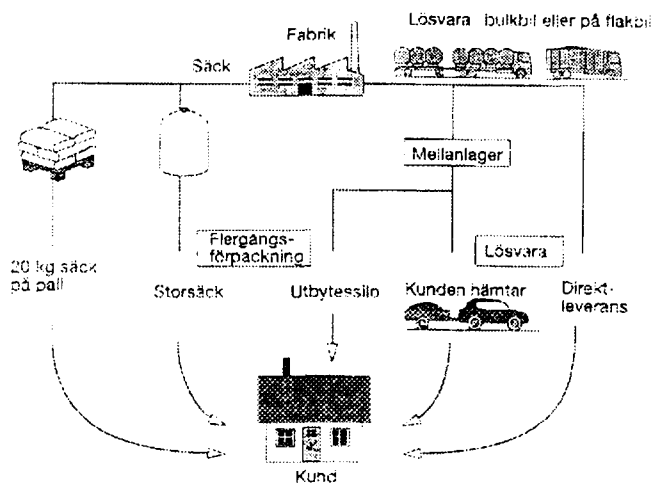 Fabrik
Lösvara bulkbil eller på flakbil
Säck
Mellanlager
Flergångs-
förpackning
Lösvara
20 kg säck
på pall
Storsäck
Utbytessilo
Kunden hämtar
Direkt-
leverans
Kund